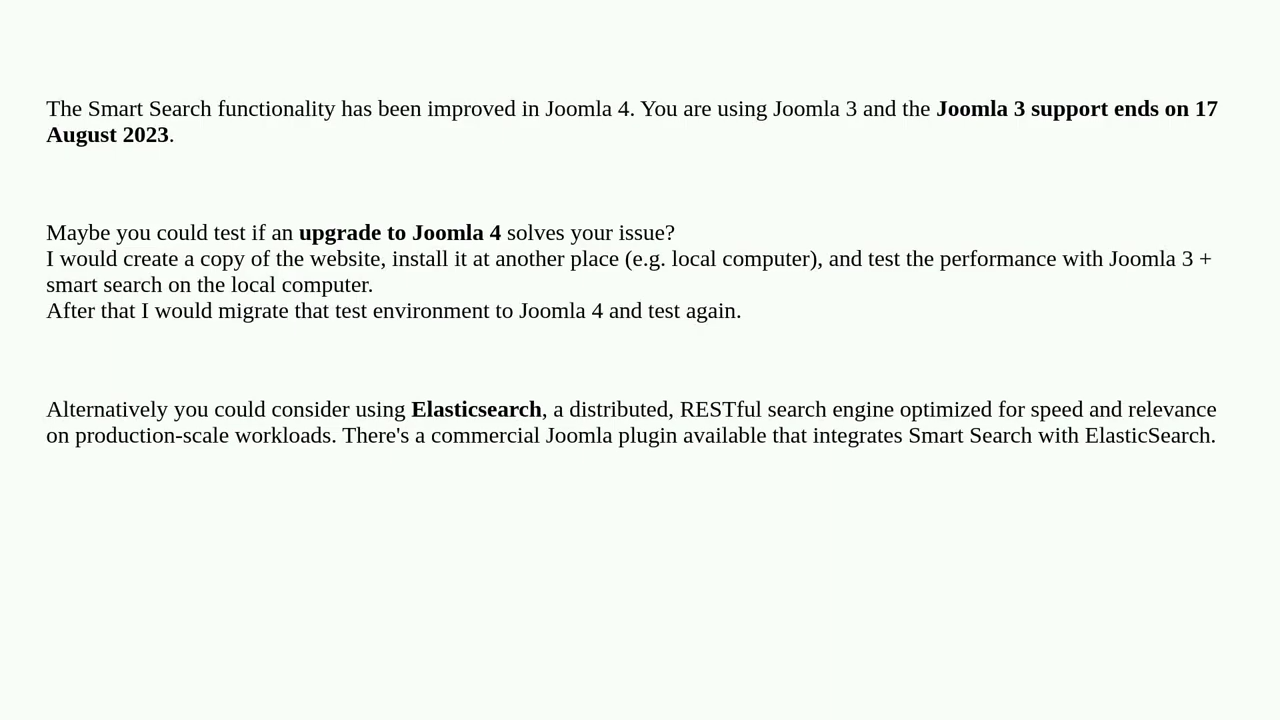 The Smart Search functionality has been improved in Joomla 4. You are using Joomla 3 and the Joomla 3 support ends on 17
August 2023.
Maybe you could test if an upgrade to Joomla 4 solves your issue?
I would create a copy of the website, install it at another place (e.g. local computer), and test the performance with Joomla 3 +
smart search on the local computer.
After that I would migrate that test environment to Joomla 4 and test again.
Alternatively you could consider using Elasticsearch, a distributed, RESTful search engine optimized for speed and relevance
on production-scale workloads. There's a commercial Joomla plugin available that integrates Smart Search with ElasticSearch.